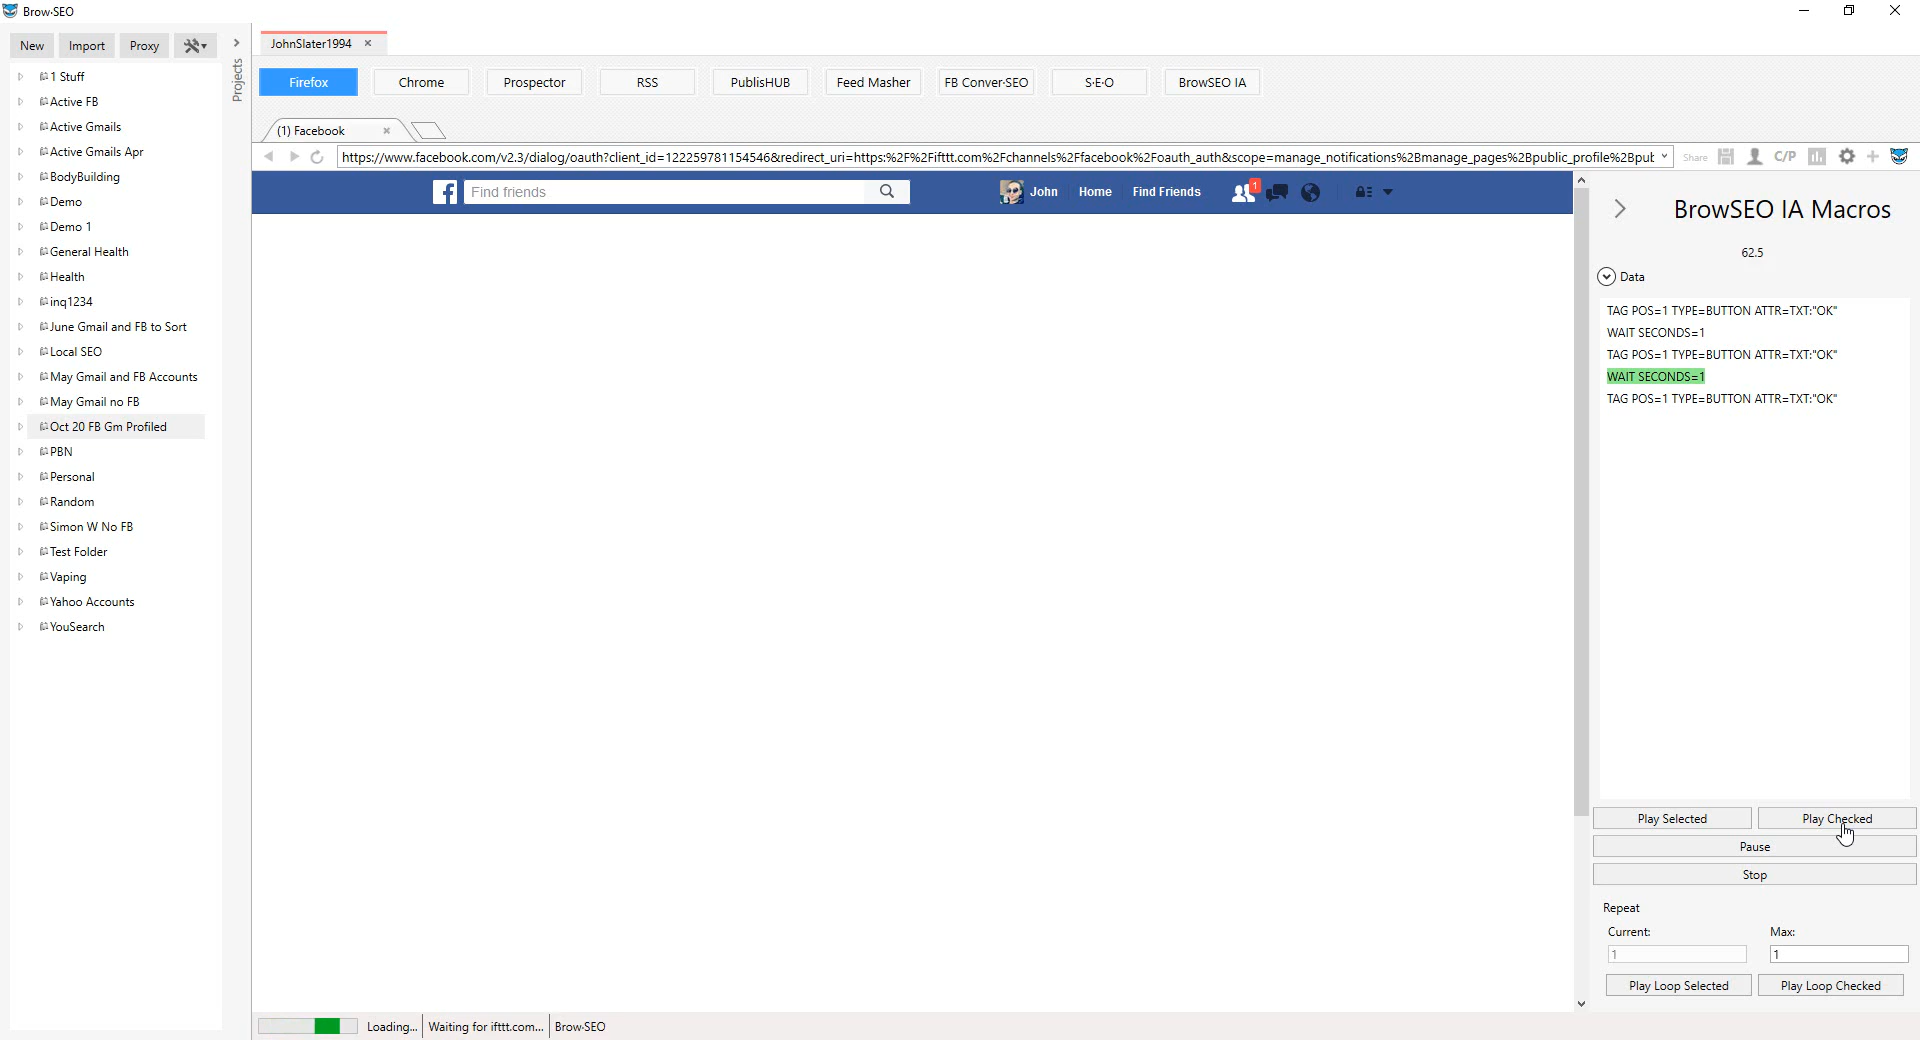 Brow·SEO
New Import Proxy
Projects
1 Stuff
Active FB
Active Gmails
Active Gmails Apr
BodyBuilding
Demo
Demo 1
General Health
Health
inq1234
June Gmail and FB to Sort
Local SEO
May Gmail and FB Accounts
May Gmail no FB
Oct 20 FB Gm Profiled
PBN
Personal
Random
Simon W No FB
Test Folder
Vaping
Yahoo Accounts
YouSearch
JohnSlater1994
Firefox Chrome Prospector RSS PublisHUB Feed Masher FB Conver·SEO S·E·O BrowSEO IA
(1) Facebook
https://www.facebook.com/v2.3/dialog/oauth?client_id=122259781154546&redirect_uri=https:%2F%2Fifttt.com%2Fchannels%2Ffacebook%2Foauth_auth&scope=manage_notifications%2Bmanage_pages%2Bpublic_profile%2Bpub
Share C/P
Find friends
John Home Find Friends 1
BrowSEO IA Macros
62.5
Data
TAG POS=1 TYPE=BUTTON ATTR=TXT:"OK"
WAIT SECONDS=1
TAG POS=1 TYPE=BUTTON ATTR=TXT:"OK"
WAIT SECONDS=1
TAG POS=1 TYPE=BUTTON ATTR=TXT:"OK"
Play Selected Play Checked
Pause
Stop
Repeat
Current: Max:
1 1
Play Loop Selected Play Loop Checked
Loading... Waiting for ifttt.com... Brow·SEO